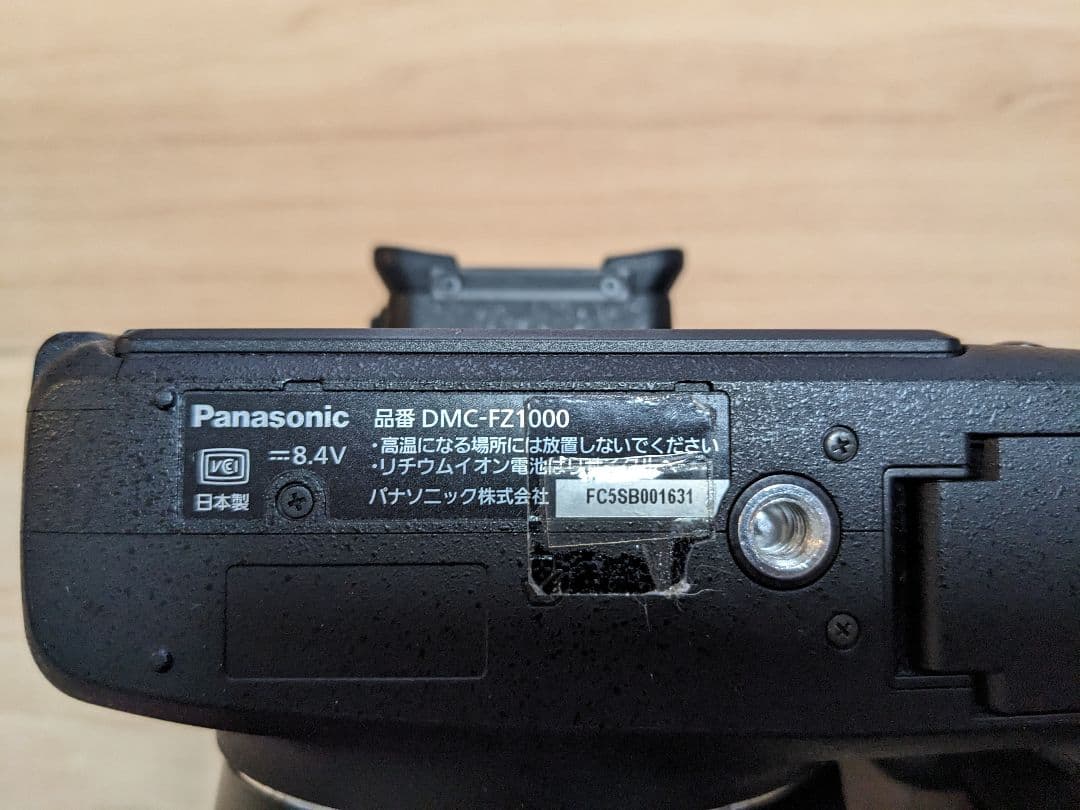 Panasonic 品番 DMC-FZ1000
・高温になる場所には放置しないでください
VCI ⎓8.4V ・リチウムイオン電池は
日本製 パナソニック株式会社 FC5SB001631